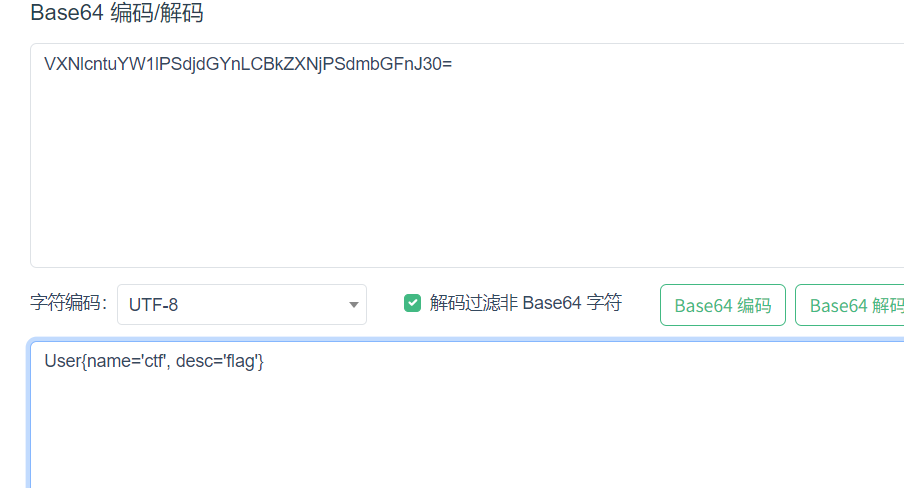 Base64 编码/解码
VXNlcntuYW1lPSdjdGYnLCBkZXNjPSdmbGFnJ30=
字符编码: UTF-8 解码过滤非 Base64 字符 Base64 编码 Base64 解码
User{name='ctf', desc='flag'}